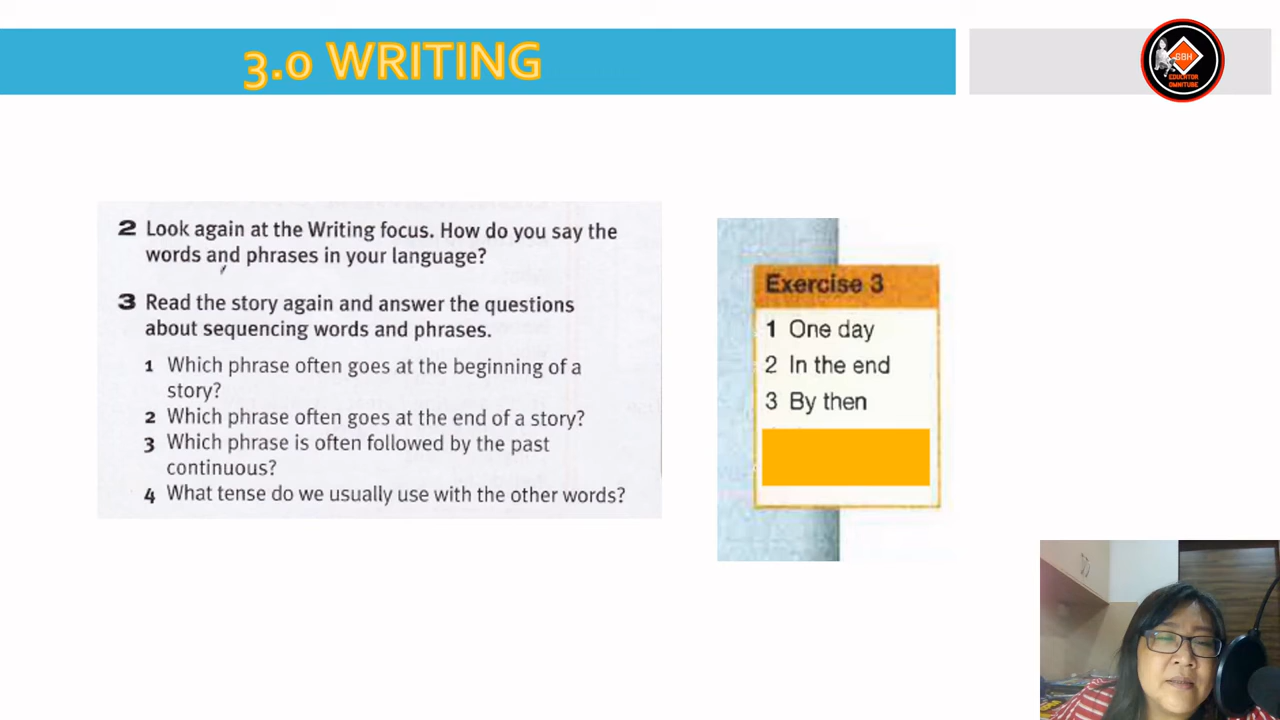 3.0 WRITING
GBH
EDUCATOR
OMNITUBE
2 Look again at the Writing focus. How do you say the
words and phrases in your language?
3 Read the story again and answer the questions
about sequencing words and phrases.
1 Which phrase often goes at the beginning of a
story?
2 Which phrase often goes at the end of a story?
3 Which phrase is often followed by the past
continuous?
4 What tense do we usually use with the other words?
Exercise 3
1 One day
2 In the end
3 By then